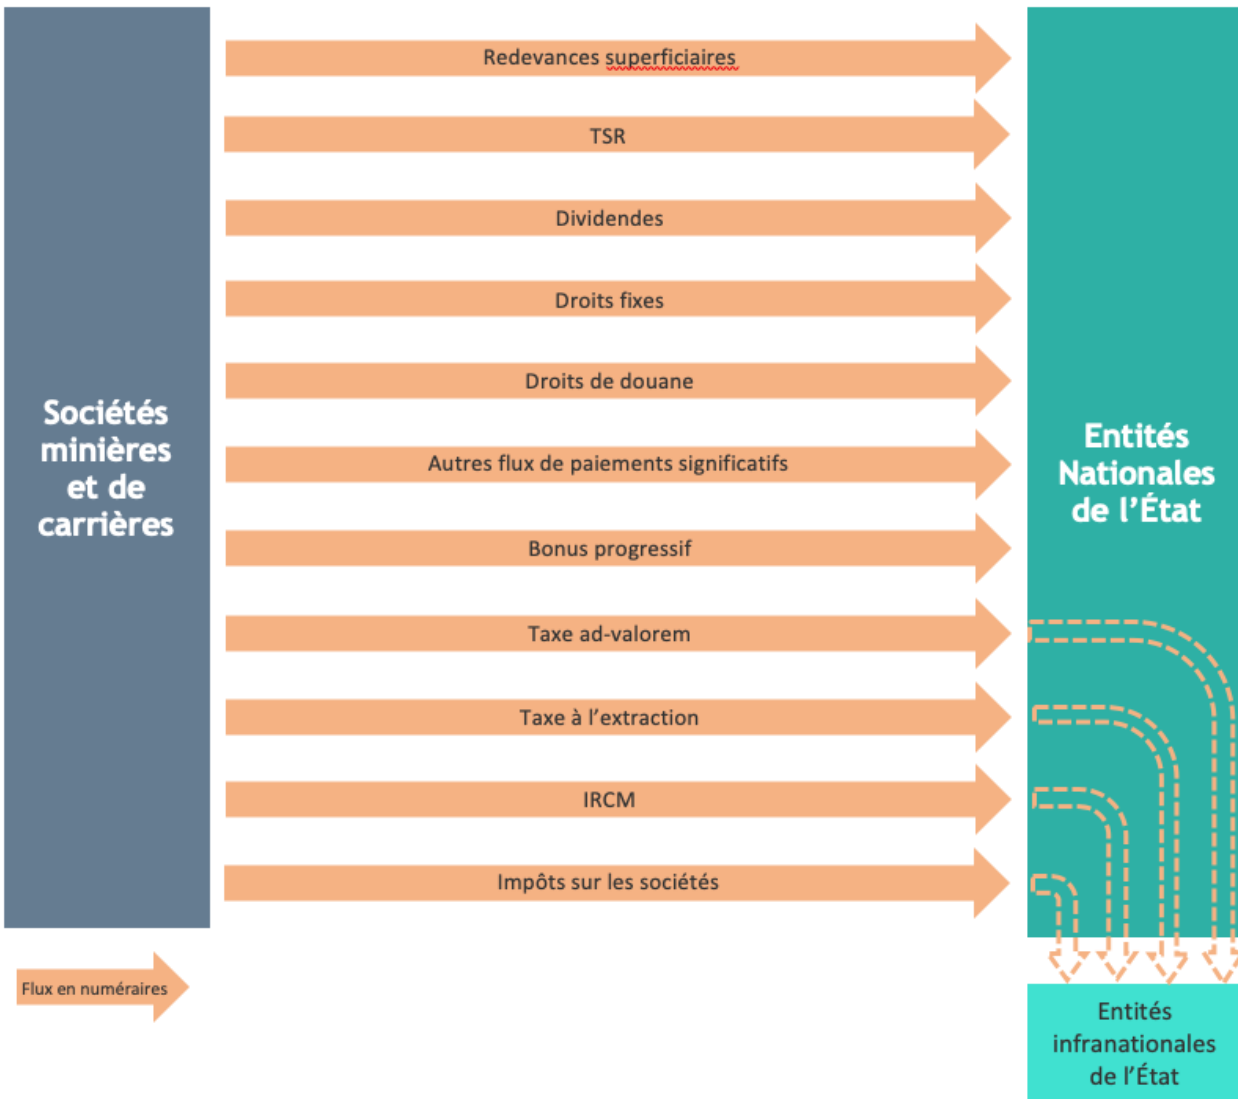 Redevances superficiaires
TSR
Dividendes
Droits fixes
Droits de douane
Sociétés
minières
et de
carrières
Autres flux de paiements significatifs
Entités
Nationales
de l'État
Bonus progressif
Taxe ad-valorem
Taxe à l'extraction
IRCM
Impôts sur les sociétés
Flux en numéraires
Entités
infranationales
de l'État